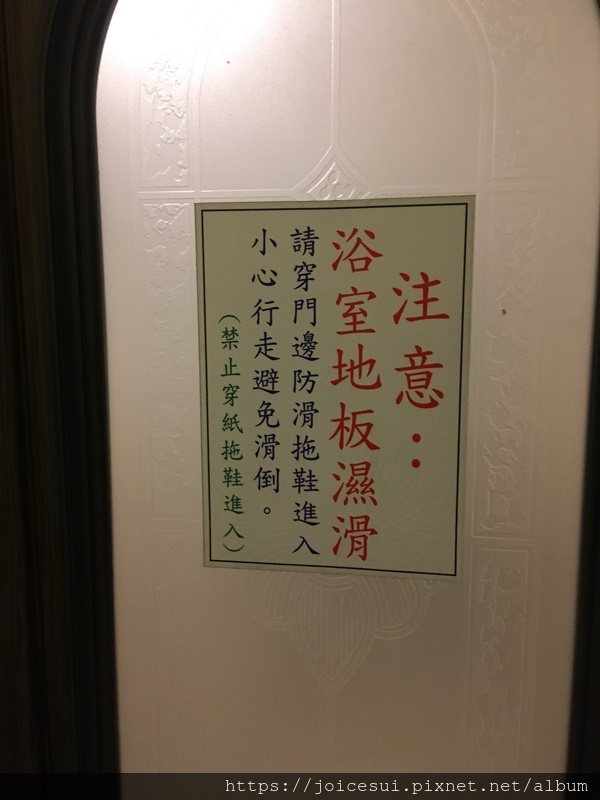 注意：
浴室地板濕滑
請穿門邊防滑拖鞋進入
小心行走避免滑倒。
（禁止穿紙拖鞋進入）
https://joicesui.pixnet.net/album